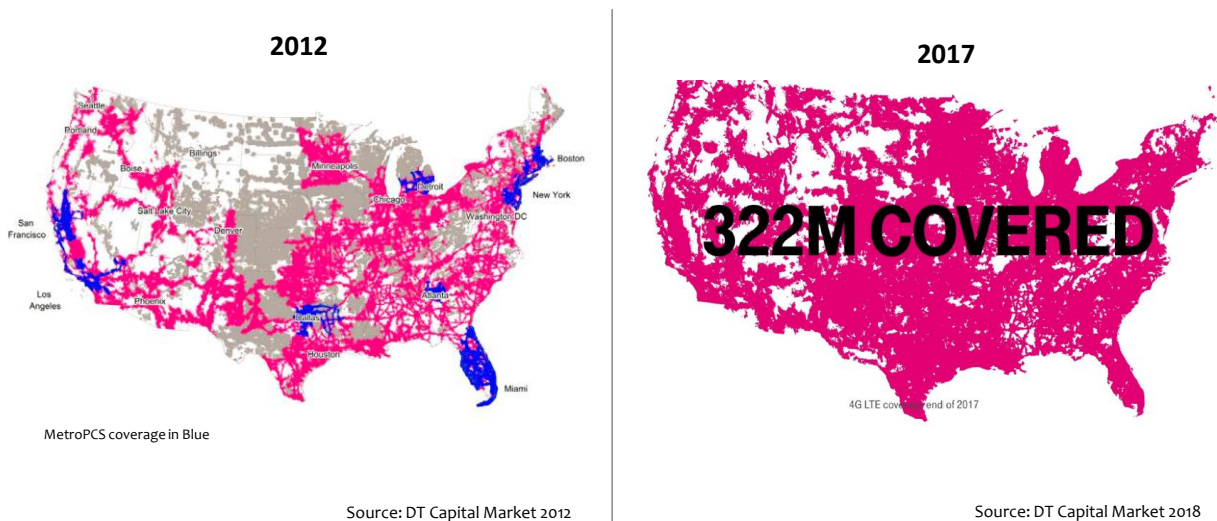 2012
Seattle
Portland
Billings
Boise
Minneapolis
Boston
Detroit
Chicago
New York
Salt Lake City
Washington DC
San
Francisco
Denver
Los
Angeles
Phoenix
Atlanta
Dallas
Houston
Miami
MetroPCS coverage in Blue
Source: DT Capital Market 2012
2017
322M COVERED
4G LTE coverage end of 2017
Source: DT Capital Market 2018